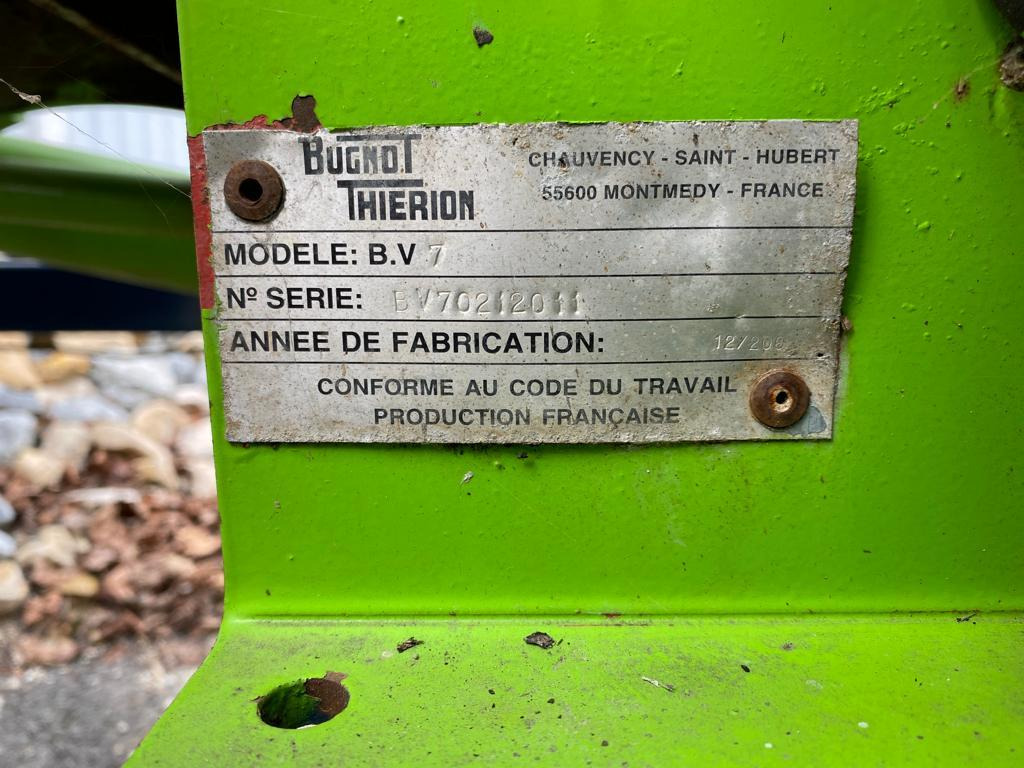 BUGNOT
THIERION
CHAUVENCY - SAINT - HUBERT
55600 MONTMEDY - FRANCE
MODELE: B.V 7
Nº SERIE: BV70212011
ANNEE DE FABRICATION:
CONFORME AU CODE DU TRAVAIL
PRODUCTION FRANÇAISE